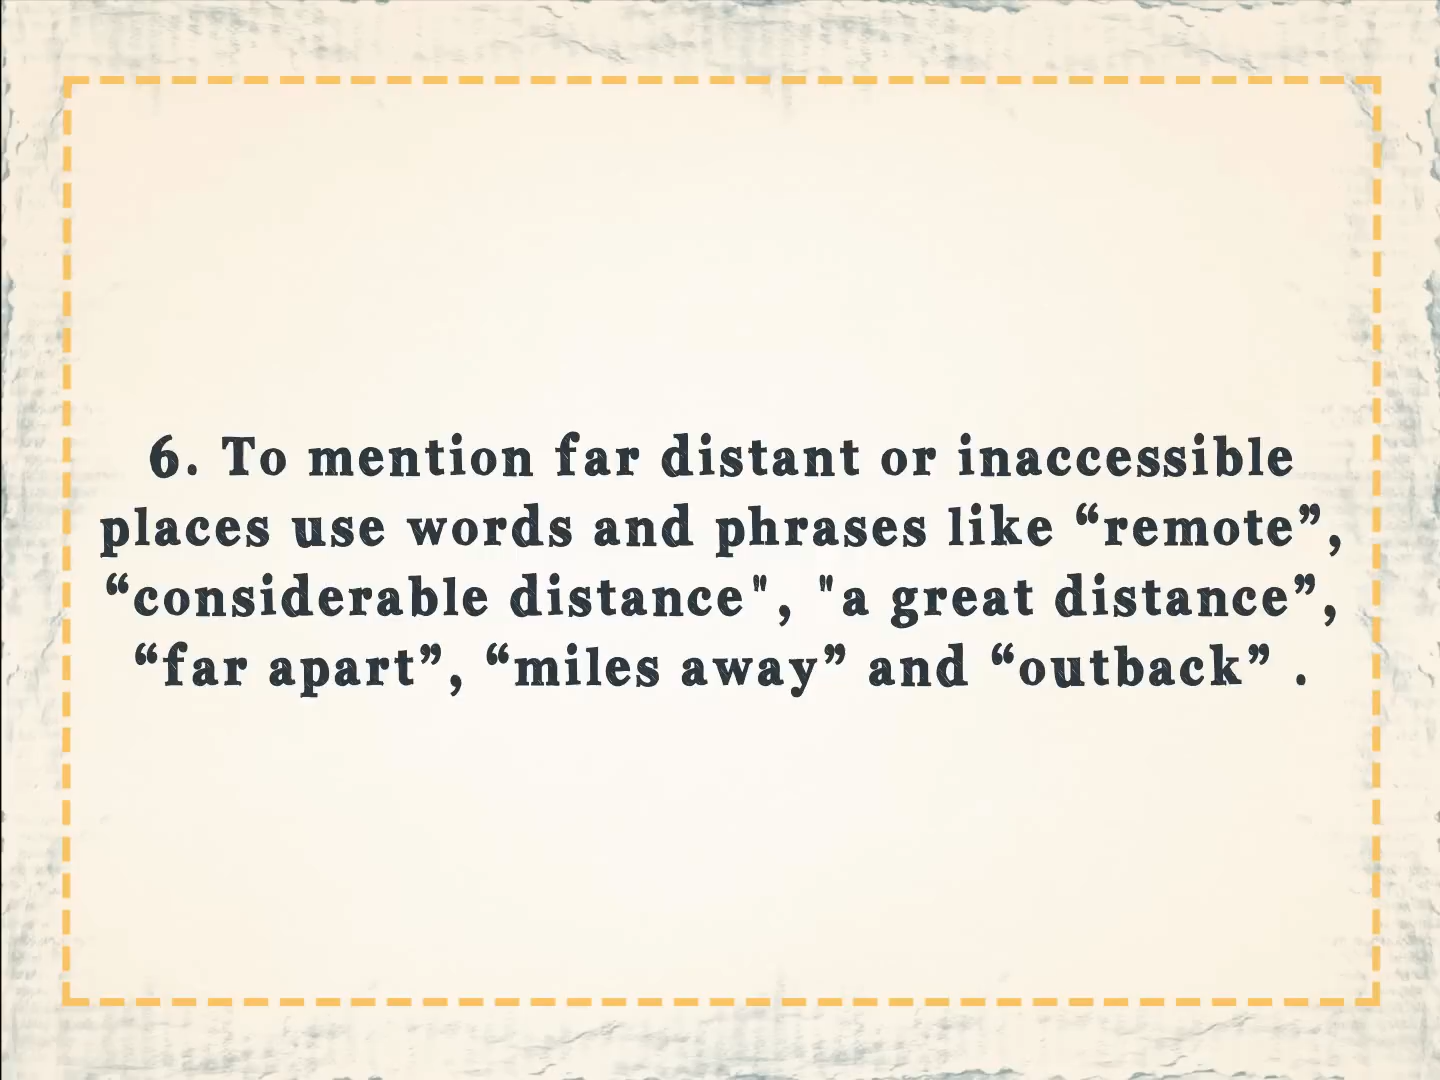 6. To mention far distant or inaccessible
places use words and phrases like “remote”,
“considerable distance", "a great distance”,
“far apart”, “miles away” and “outback” .